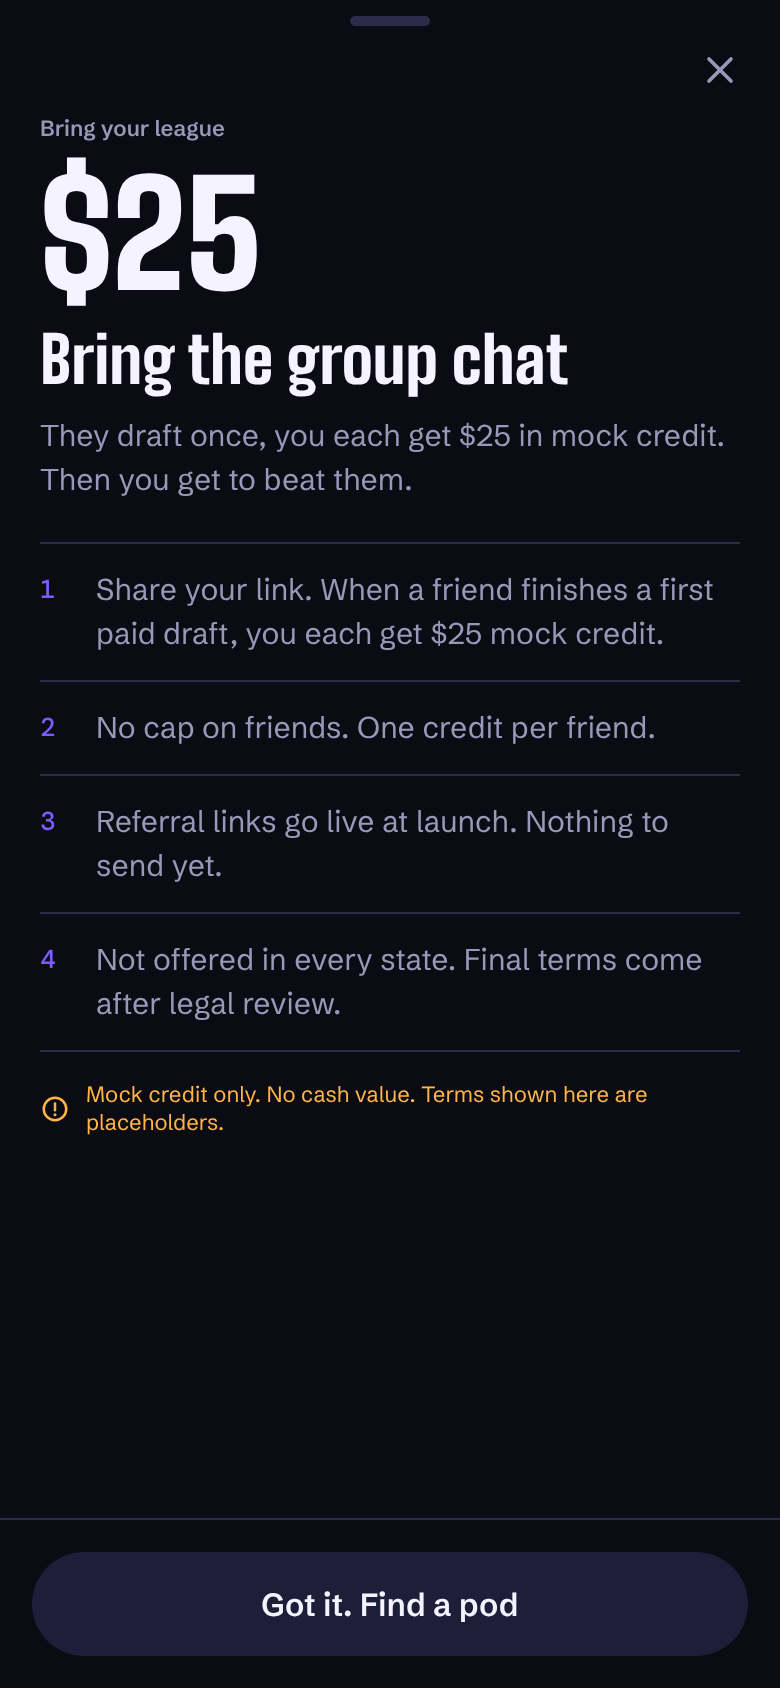 Bring your league
$25
Bring the group chat
They draft once, you each get $25 in mock credit.
Then you get to beat them.
1 Share your link. When a friend finishes a first
paid draft, you each get $25 mock credit.
2 No cap on friends. One credit per friend.
3 Referral links go live at launch. Nothing to
send yet.
4 Not offered in every state. Final terms come
after legal review.
Mock credit only. No cash value. Terms shown here are
placeholders.
Got it. Find a pod